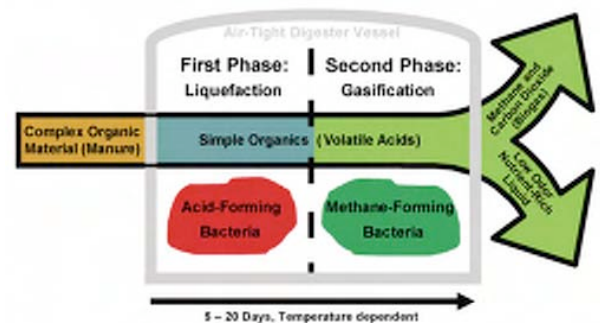 Air-Tight Digester Vessel
First Phase:
Liquefaction
Second Phase:
Gasification
Complex Organic
Material (Manure)
Simple Organics (Volatile Acids)
Methane and
Carbon Dioxide
(Biogas)
Low Odor
Nutrient-Rich
Liquid
Acid-Forming
Bacteria
Methane-Forming
Bacteria
5 – 20 Days, Temperature dependent